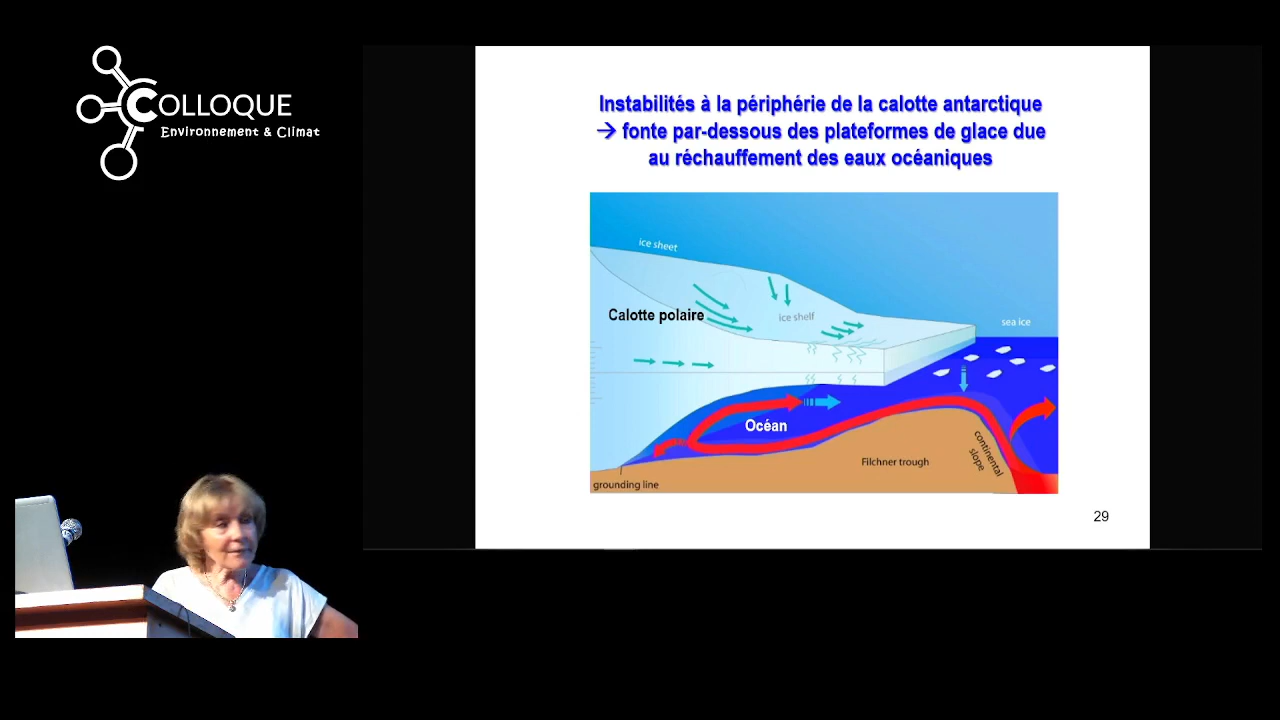 COLLOQUE
Environnement & Climat
Instabilités à la périphérie de la calotte antarctique
→ fonte par-dessous des plateformes de glace due
au réchauffement des eaux océaniques
ice sheet
Calotte polaire
ice shelf
sea ice
Océan
Filchner trough
continental
slope
grounding line
29